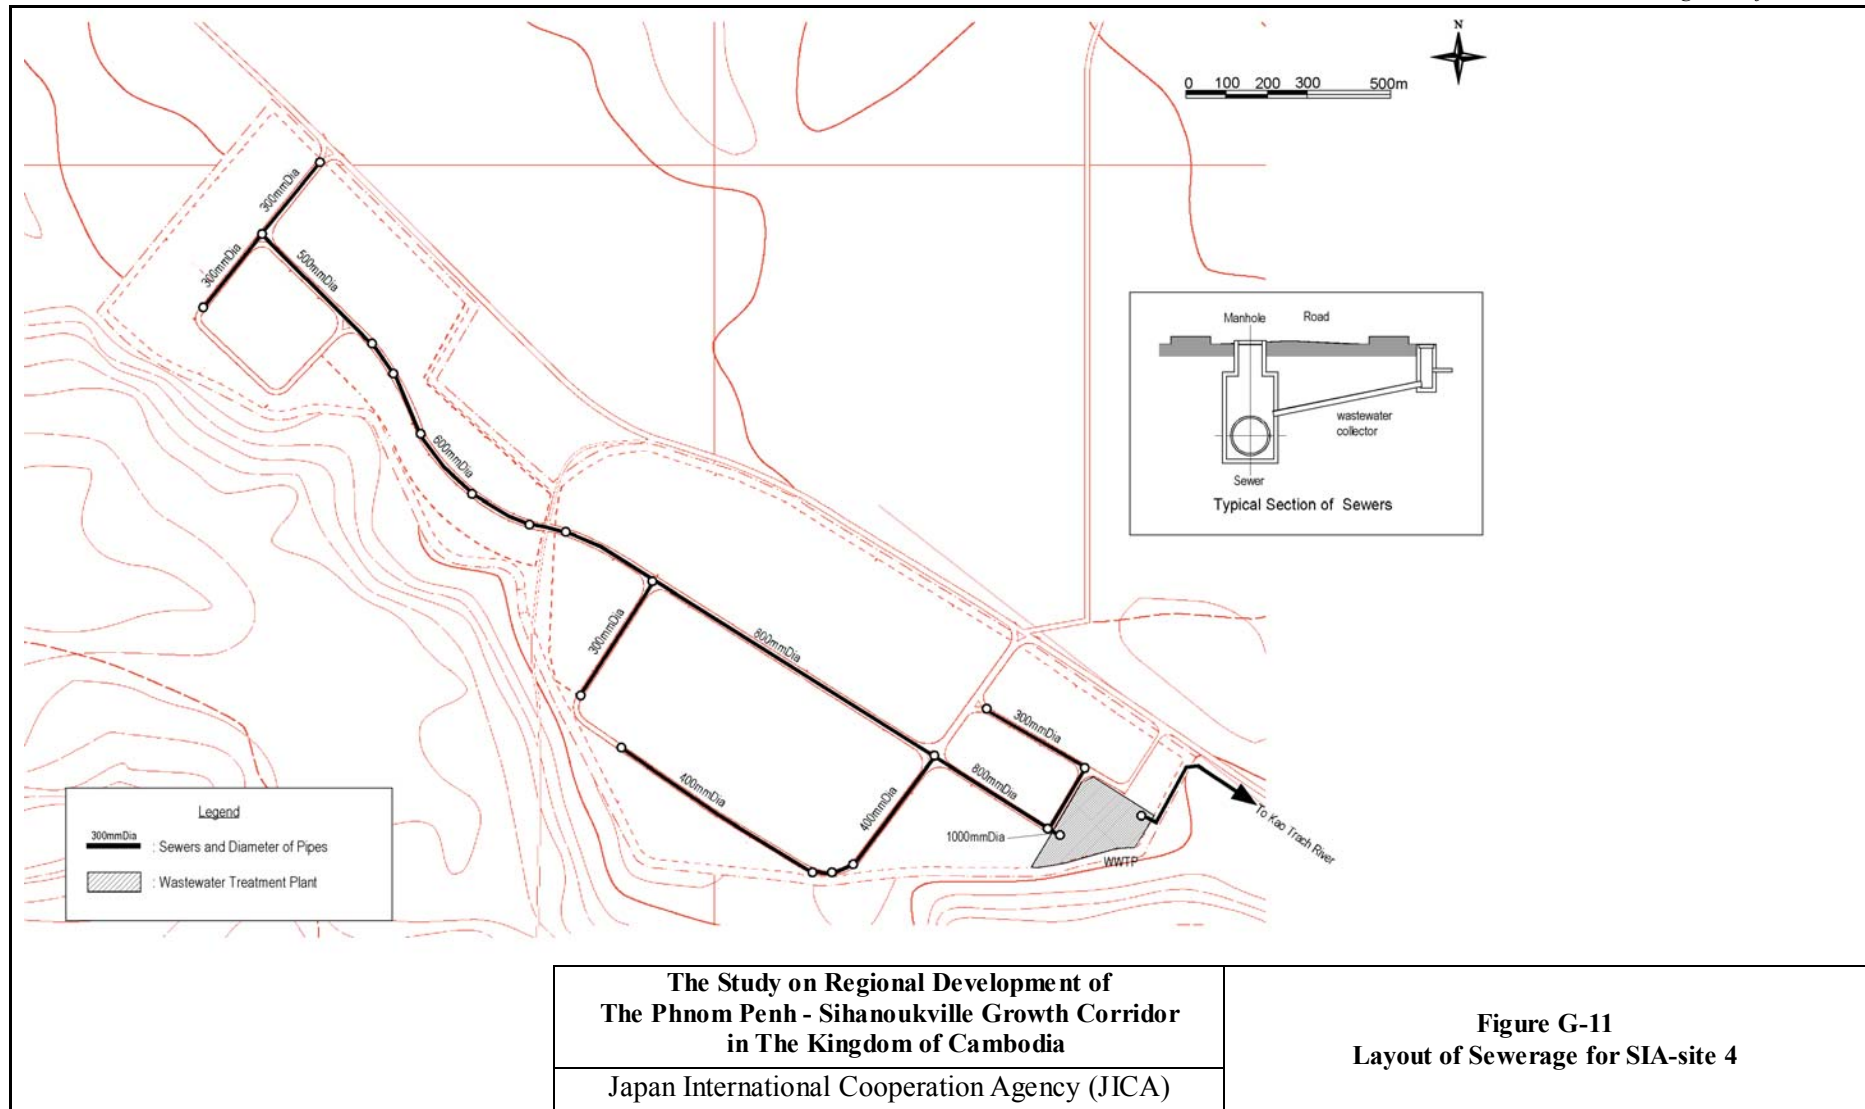 N
0 100 200 300 500m
300mmDia
300mmDia
500mmDia
600mmDia
300mmDia
800mmDia
400mmDia
400mmDia
300mmDia
800mmDia
1000mmDia
WWTP
To Kao Trach River
Manhole Road
wastewater
collector
Sewer
Typical Section of Sewers
Legend
300mmDia
: Sewers and Diameter of Pipes
: Wastewater Treatment Plant
The Study on Regional Development of
The Phnom Penh - Sihanoukville Growth Corridor
in The Kingdom of Cambodia
Japan International Cooperation Agency (JICA)
Figure G-11
Layout of Sewerage for SIA-site 4